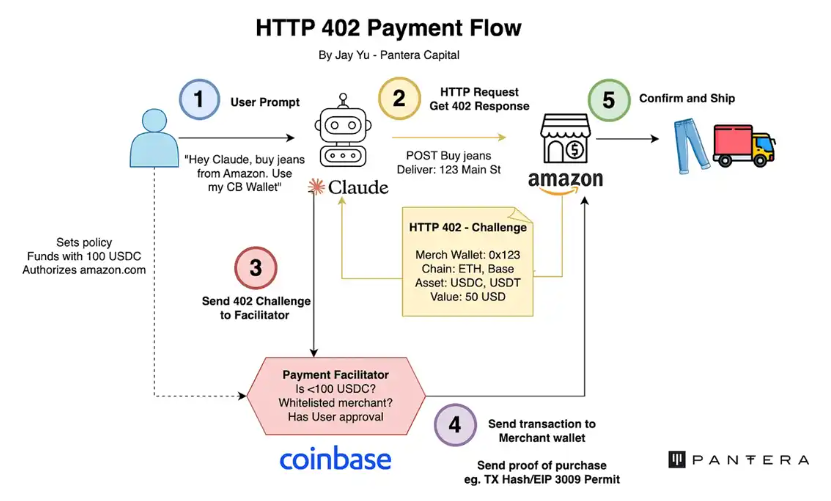 HTTP 402 Payment Flow
By Jay Yu - Pantera Capital
1
User Prompt
2
HTTP Request
Get 402 Response
5
Confirm and Ship
"Hey Claude, buy jeans
from Amazon. Use
my CB Wallet"
Claude
POST Buy jeans
Deliver: 123 Main St
$
amazon
HTTP 402 - Challenge
Merch Wallet: 0x123
Chain: ETH, Base
Asset: USDC, USDT
Value: 50 USD
Sets policy
Funds with 100 USDC
Authorizes amazon.com
3
Send 402 Challenge
to Facilitator
Payment Facilitator
Is <100 USDC?
Whitelisted merchant?
Has User approval
coinbase
4
Send transaction to
Merchant wallet
Send proof of purchase
eg. TX Hash/EIP 3009 Permit
PANTERA